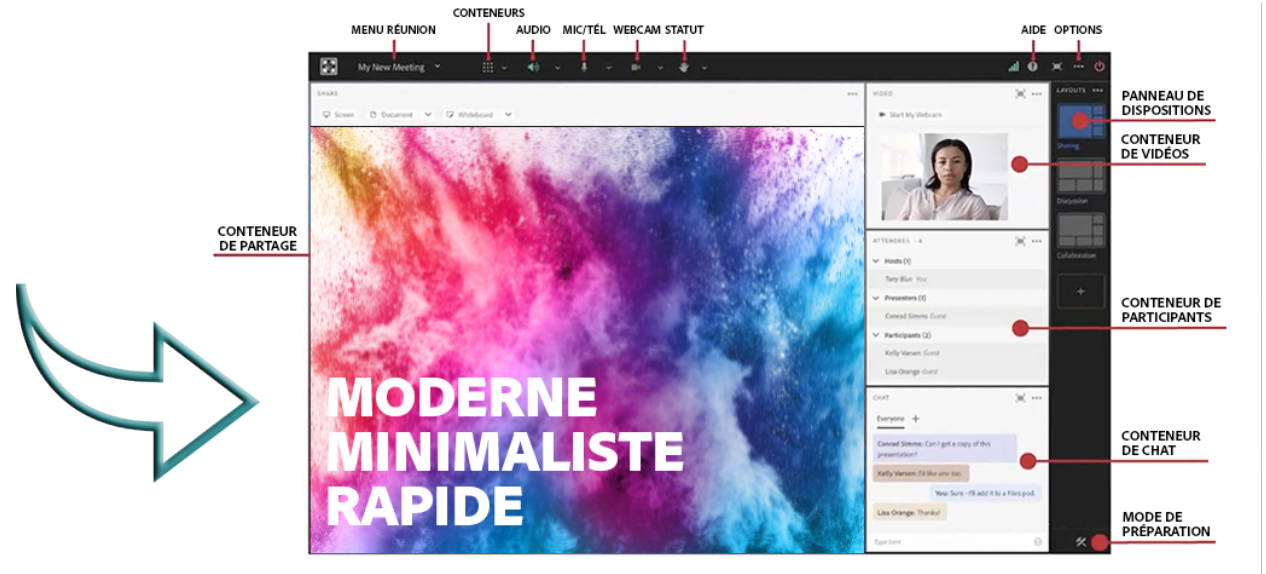 CONTENEURS
MENU RÉUNION
AUDIO
MIC/TÉL
WEBCAM
STATUT
AIDE
OPTIONS
My New Meeting
SHARE
Screen
Document
Whiteboard
CONTENEUR
DE PARTAGE
MODERNE
MINIMALISTE
RAPIDE
VIDEO
Start My Webcam
ATTENDEES - 4
Hosts (1)
Tony Blue You
Presenters (1)
Conrad Simms Guest
Participants (2)
Kelly Varsen Guest
Lisa Orange Guest
CHAT
Everyone
Conrad Simms: Can I get a copy of this
presentation?
Kelly Varsen: I'll like one too.
You: Sure - I'll add it to a Files pod.
Lisa Orange: Thanks!
Type here
LAYOUTS
Sharing
Discussion
Collaboration
PANNEAU DE
DISPOSITIONS
CONTENEUR
DE VIDÉOS
CONTENEUR DE
PARTICIPANTS
CONTENEUR
DE CHAT
MODE DE
PRÉPARATION